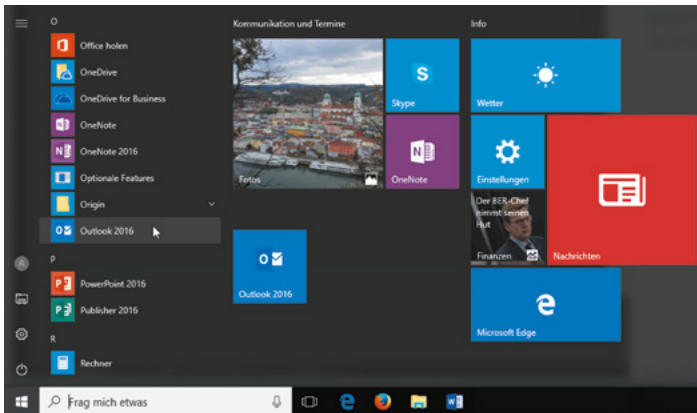 O
Office holen
OneDrive
OneDrive for Business
OneNote
OneNote 2016
Optionale Features
Origin
Outlook 2016
P
PowerPoint 2016
Publisher 2016
R
Rechner
Kommunikation und Termine
Fotos
Skype
OneNote
Outlook 2016
Info
Wetter
Einstellungen
Der BER-Chef
nimmt seinen
Hut
Finanzen
Nachrichten
Microsoft Edge
Frag mich etwas